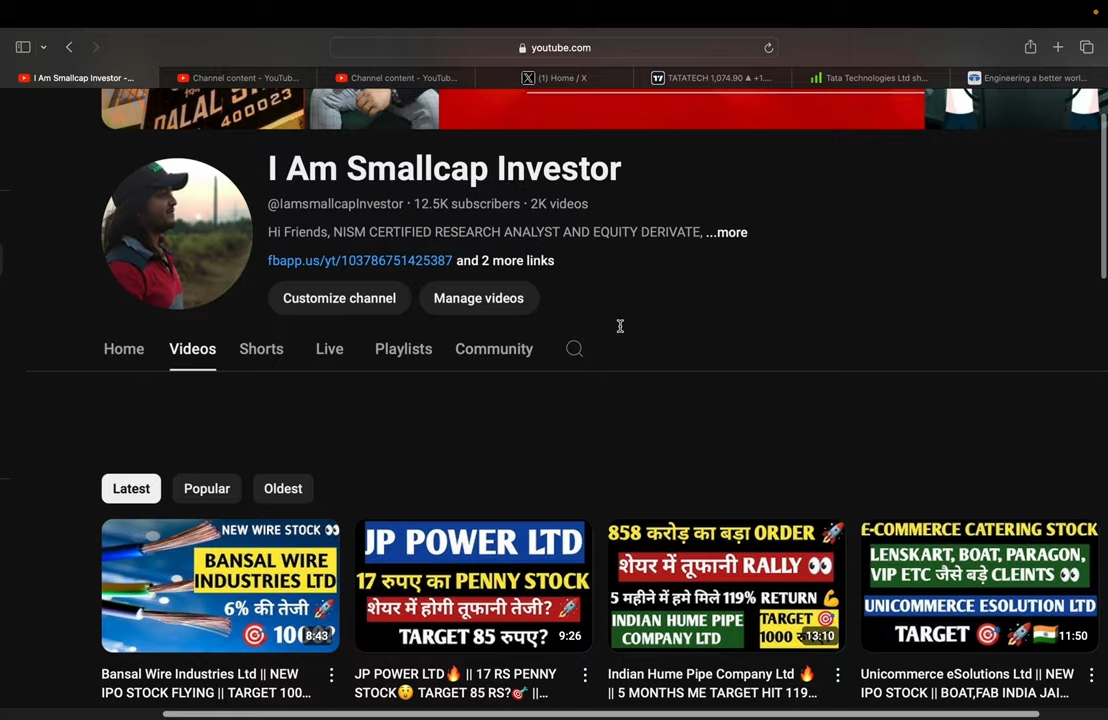 youtube.com
I Am Smallcap Investor -...
Channel content - YouTub...
Channel content - YouTub...
(1) Home / X
TATATECH 1,074.90 ▲ +1....
Tata Technologies Ltd sh...
Engineering a better worl...
DALAL S
400023
I Am Smallcap Investor
@IamsmallcapInvestor · 12.5K subscribers · 2K videos
Hi Friends, NISM CERTIFIED RESEARCH ANALYST AND EQUITY DERIVATE, ...more
fbapp.us/yt/103786751425387 and 2 more links
Customize channel
Manage videos
Home
Videos
Shorts
Live
Playlists
Community
Latest
Popular
Oldest
NEW WIRE STOCK 👀
BANSAL WIRE
INDUSTRIES LTD
6% की तेजी 🚀
🎯 100
8:43
Bansal Wire Industries Ltd || NEW
IPO STOCK FLYING || TARGET 100...
JP POWER LTD
17 रुपए का PENNY STOCK
शेयर में होगी तूफानी तेजी? 🚀
TARGET 85 रुपए?
9:26
JP POWER LTD🔥 || 17 RS PENNY
STOCK😲 TARGET 85 RS?🎯 ||...
858 करोड़ का बड़ा ORDER 🚀
शेयर में तूफानी RALLY 👀
5 महीने में हमे मिले 119% RETURN 💪
INDIAN HUME PIPE
COMPANY LTD
TARGET 🎯
1000
13:10
Indian Hume Pipe Company Ltd 🔥
|| 5 MONTHS ME TARGET HIT 119...
E-COMMERCE CATERING STOCK
LENSKART, BOAT, PARAGON,
VIP ETC जैसे बड़े CLEINTS 👀
UNICOMMERCE ESOLUTION LTD
TARGET 🎯 🚀🇮🇳
11:50
Unicommerce eSolutions Ltd || NEW
IPO STOCK || BOAT,FAB INDIA JAI...